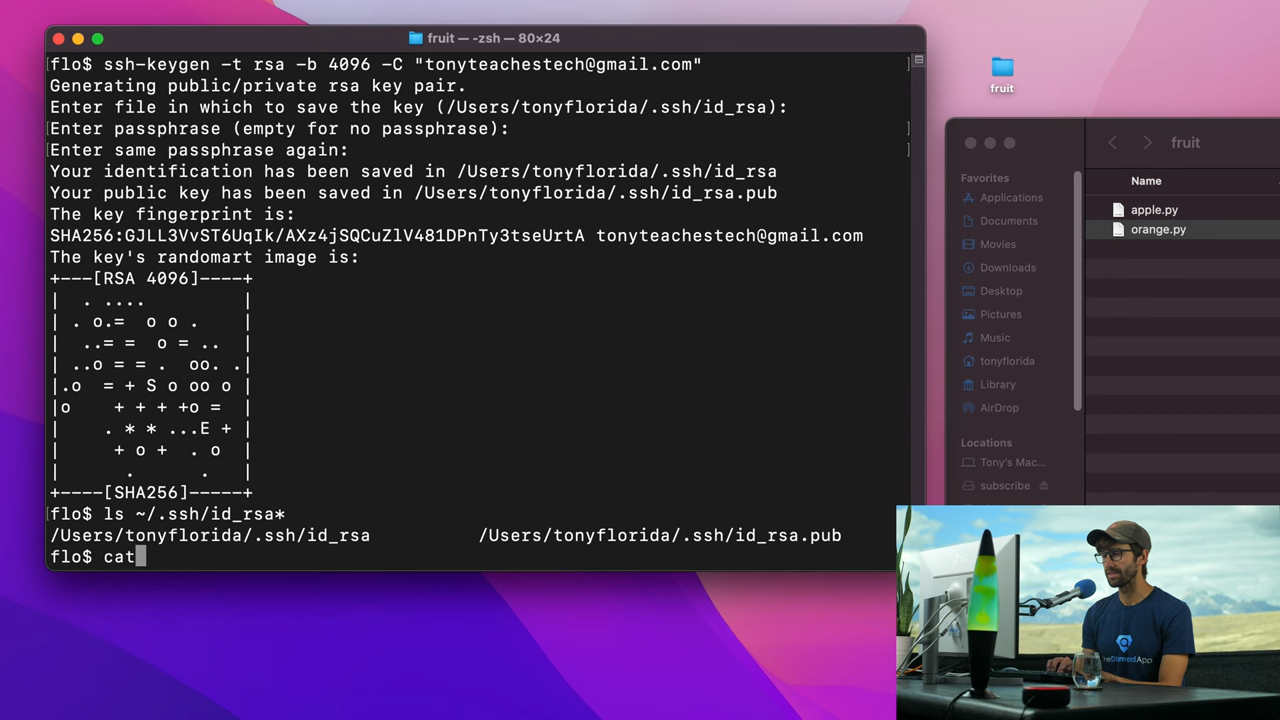 fruit — -zsh — 80×24
flo$ ssh-keygen -t rsa -b 4096 -C "tonyteachestech@gmail.com"
Generating public/private rsa key pair.
Enter file in which to save the key (/Users/tonyflorida/.ssh/id_rsa):
Enter passphrase (empty for no passphrase):
Enter same passphrase again:
Your identification has been saved in /Users/tonyflorida/.ssh/id_rsa
Your public key has been saved in /Users/tonyflorida/.ssh/id_rsa.pub
The key fingerprint is:
SHA256:GJLL3VvST6UqIk/AXz4jSQCuZlV481DPnTy3tseUrtA tonyteachestech@gmail.com
The key's randomart image is:
+---[RSA 4096]----+
|  . ....         |
| . o.=  o o .    |
|  ..= =  o = ..  |
| ..o = = .  oo. .|
|.o  = + S o oo o |
|o    + + + +o =  |
|    . * * ...E + |
|     + o +  . o  |
|      .      .   |
+----[SHA256]-----+
flo$ ls ~/.ssh/id_rsa*
/Users/tonyflorida/.ssh/id_rsa /Users/tonyflorida/.ssh/id_rsa.pub
flo$ cat
fruit
fruit
Favorites
Applications
Documents
Movies
Downloads
Desktop
Pictures
Music
tonyflorida
Library
AirDrop
Locations
Tony's Mac...
subscribe
Name
apple.py
orange.py